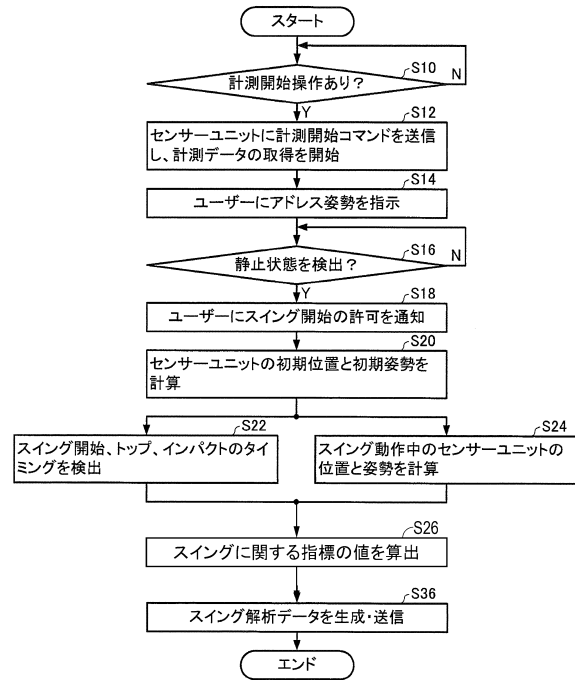 スタート
S10
計測開始操作あり？
N
Y
S12
センサーユニットに計測開始コマンドを送信
し、計測データの取得を開始
S14
ユーザーにアドレス姿勢を指示
S16
静止状態を検出？
N
Y
S18
ユーザーにスイング開始の許可を通知
S20
センサーユニットの初期位置と初期姿勢を
計算
S22
スイング開始、トップ、インパクトのタイ
ミングを検出
S24
スイング動作中のセンサーユニットの
位置と姿勢を計算
S26
スイングに関する指標の値を算出
S36
スイング解析データを生成・送信
エンド